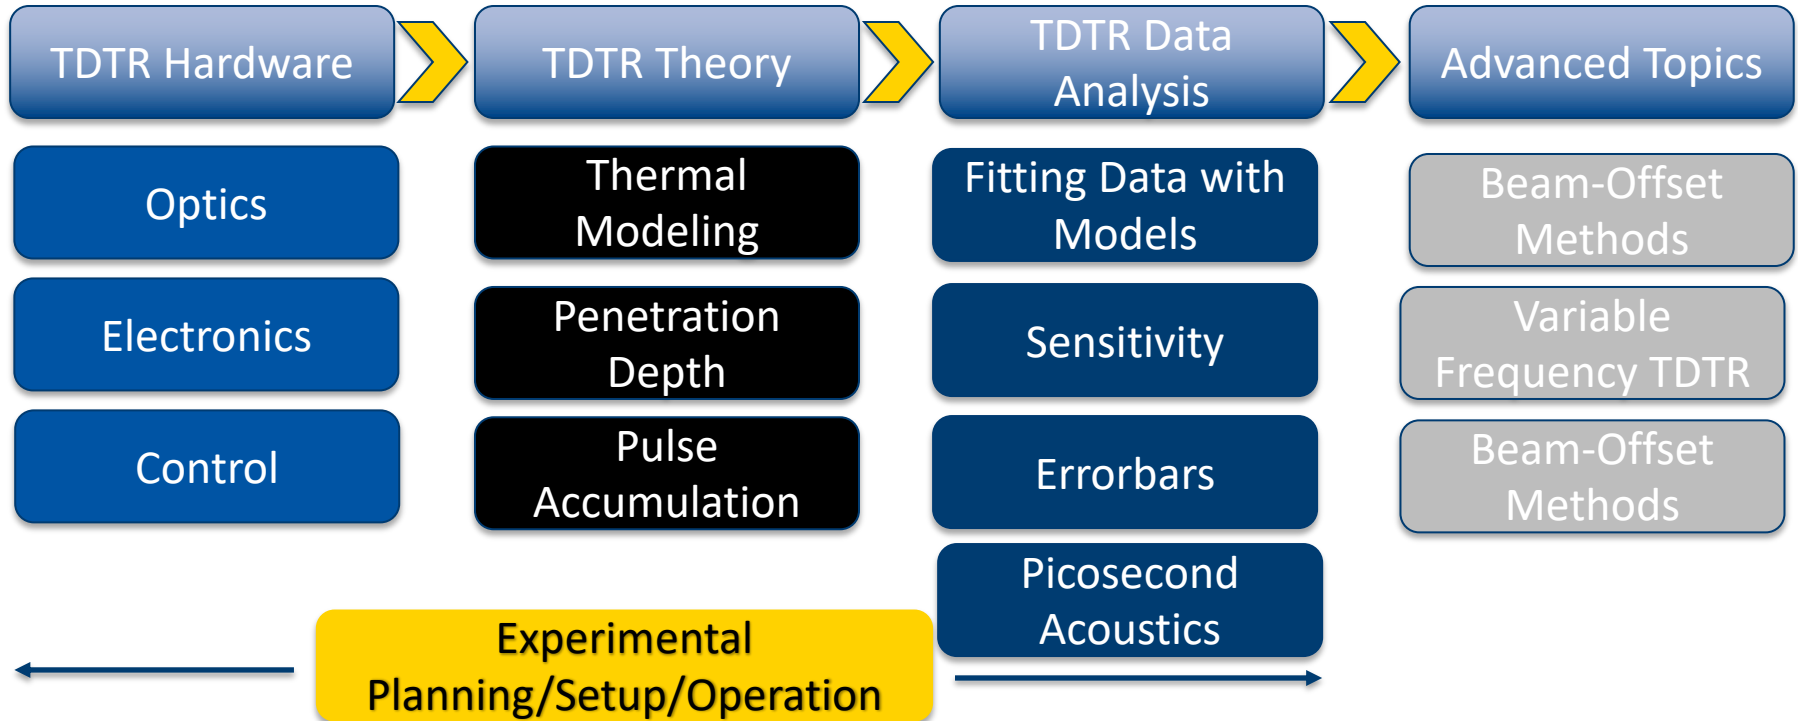 TDTR Hardware
TDTR Theory
TDTR Data
Analysis
Advanced Topics
Optics
Electronics
Control
Thermal
Modeling
Penetration
Depth
Pulse
Accumulation
Fitting Data with
Models
Sensitivity
Errorbars
Picosecond
Acoustics
Beam-Offset
Methods
Variable
Frequency TDTR
Beam-Offset
Methods
Experimental
Planning/Setup/Operation